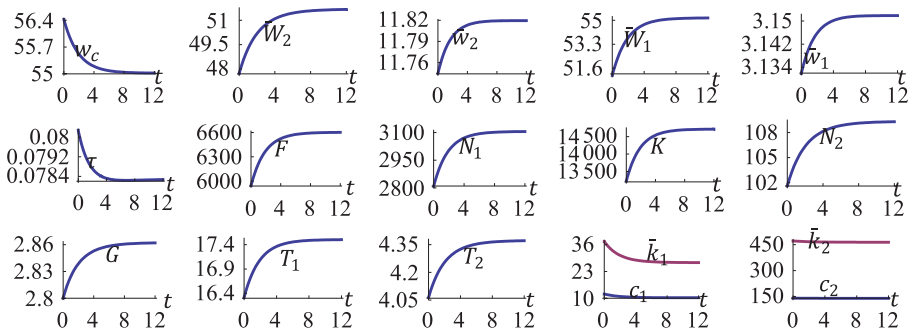 56.4 51 11.82 55 3.15
55.7 w_c 49.5 W̄_2 11.79 w̄_2 53.3 W̄_1 3.142 w̄_1
55 t 48 t 11.76 t 51.6 t 3.134 t
0 4 8 12 0 4 8 12 0 4 8 12 0 4 8 12 0 4 8 12
0.08 6600 3100 14 500 108
0.0792 τ 6300 F 2950 N_1 14 000 K 105 N_2
0.0784 t 6000 t 2800 t 13 500 t 102 t
0 4 8 12 0 4 8 12 0 4 8 12 0 4 8 12 0 4 8 12
2.86 17.4 4.35 36 450
2.83 G 16.9 T_1 4.2 T_2 23 k̄_1 300 k̄_2
2.8 t 16.4 t 4.05 t 10 c_1 t 150 c_2 t
0 4 8 12 0 4 8 12 0 4 8 12 0 4 8 12 0 4 8 12